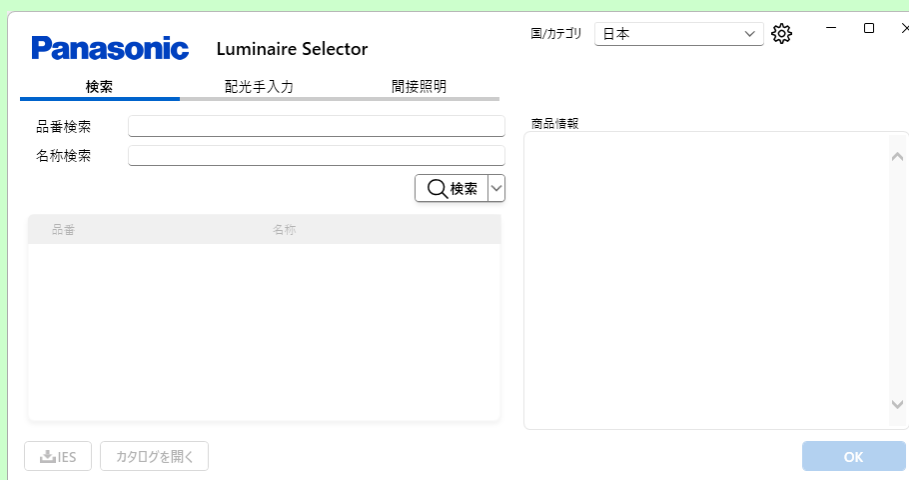 Panasonic Luminaire Selector
国/カテゴリ 日本
検索 配光手入力 間接照明
品番検索
名称検索
検索
品番 名称
商品情報
IES カタログを開く
OK